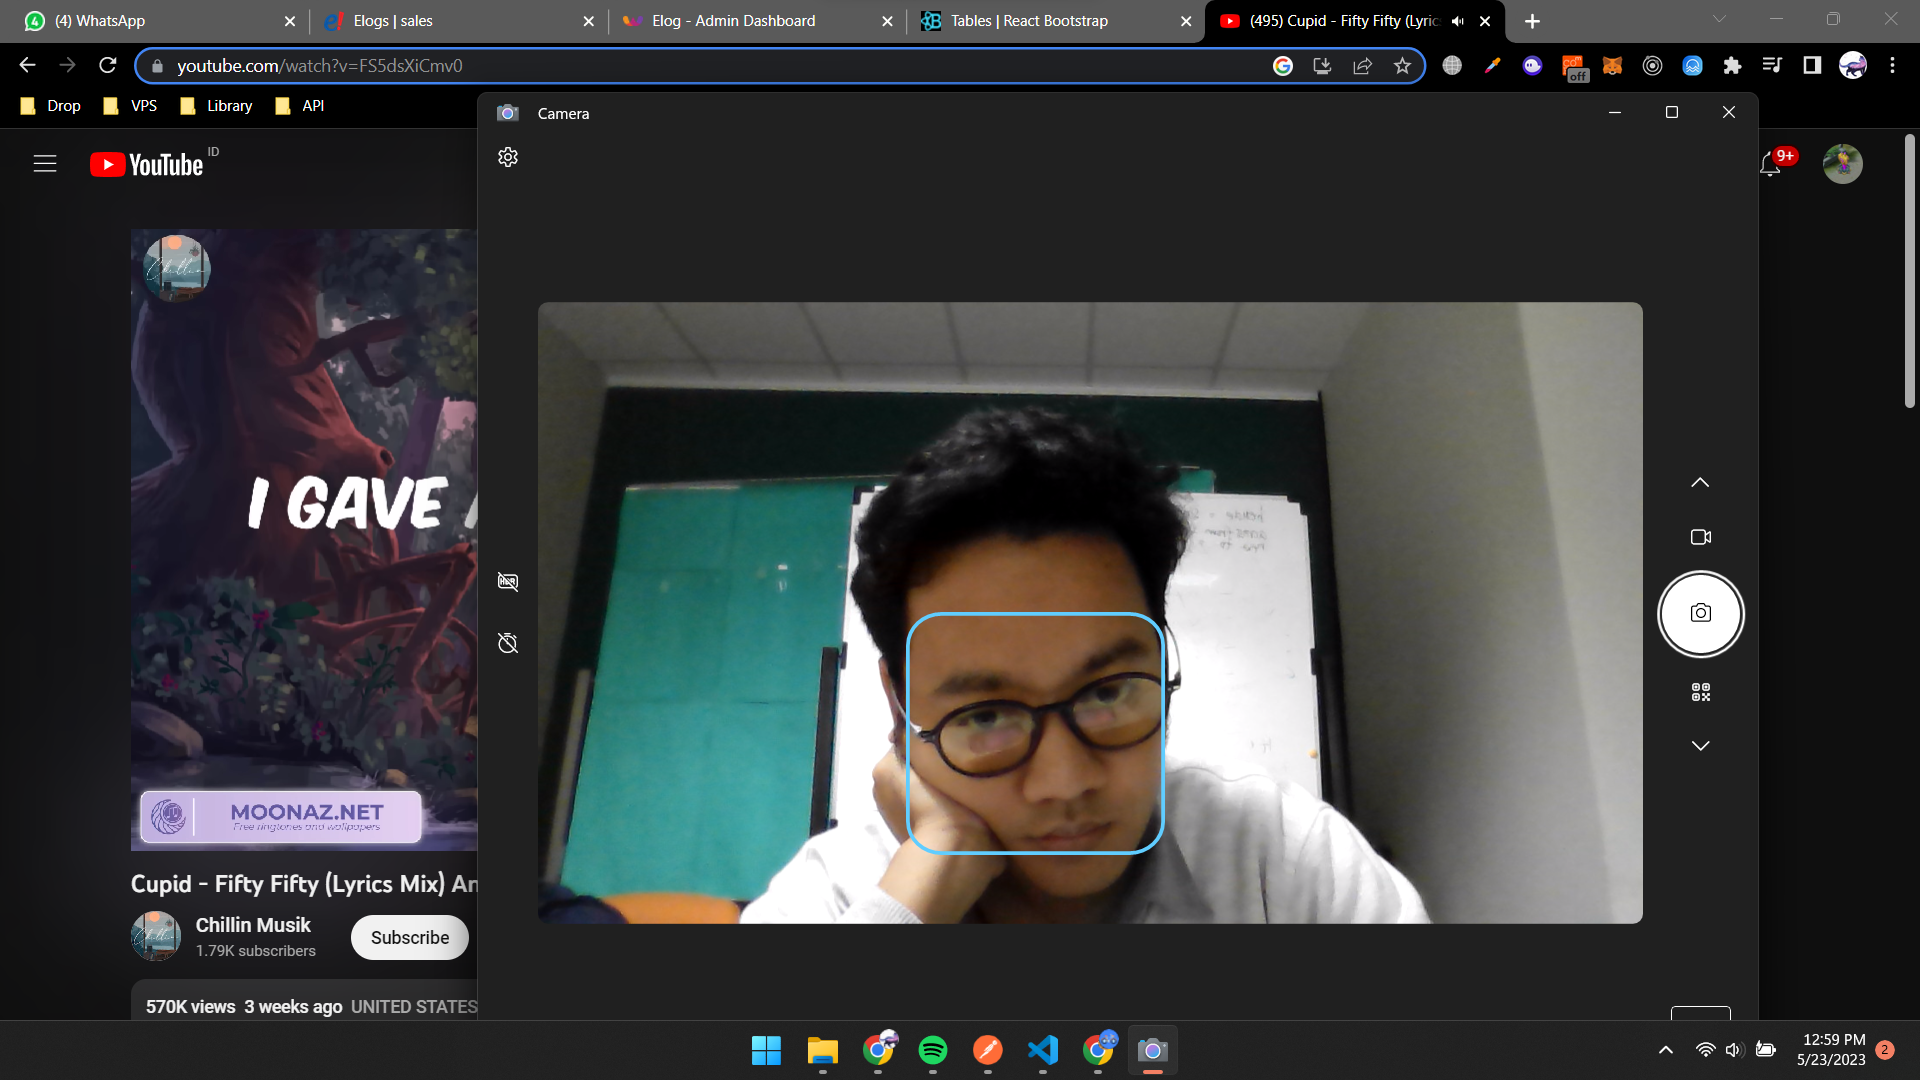 (4) WhatsApp
Elogs | sales
Elog - Admin Dashboard
Tables | React Bootstrap
(495) Cupid - Fifty Fifty (Lyric
youtube.com/watch?v=FS5dsXiCmv0
off
Drop
VPS
Library
API
Camera
YouTube
ID
9+
Chillin
I GAVE
HDR
MOONAZ.NET
Free ringtones and wallpapers
Cupid - Fifty Fifty (Lyrics Mix) An
Chillin Musik
1.79K subscribers
Subscribe
570K views 3 weeks ago UNITED STATES
12:59 PM
5/23/2023
2